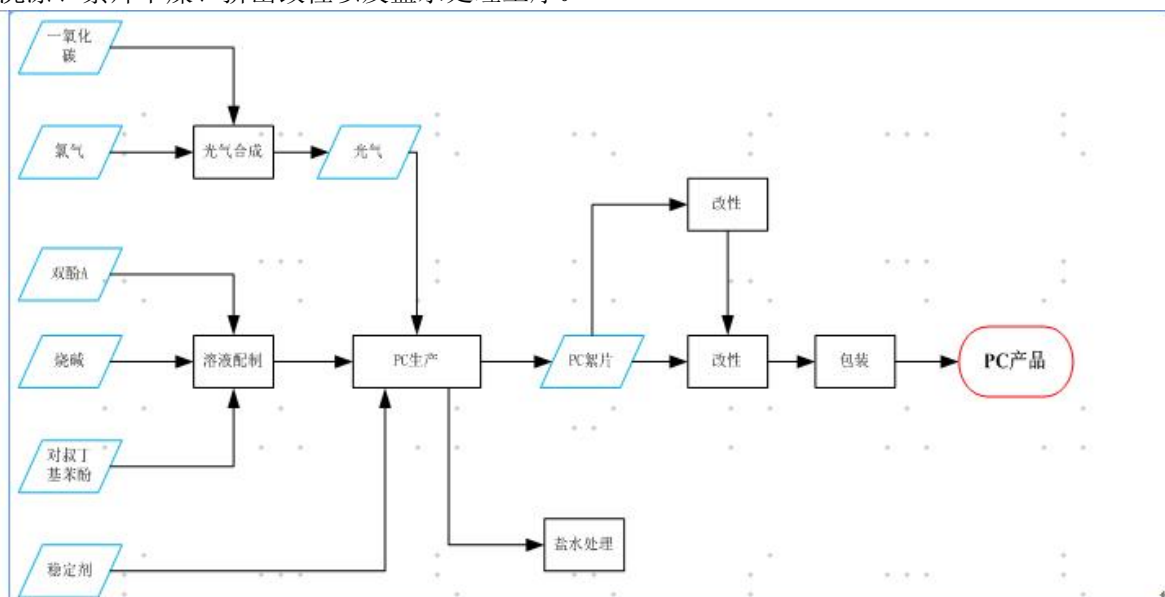 一氧化
碳
氯气
光气合成
光气
改性
双酚A
烧碱
溶液配制
PC生产
PC絮片
改性
包装
PC产品
对叔丁
基苯酚
盐水处理
稳定剂